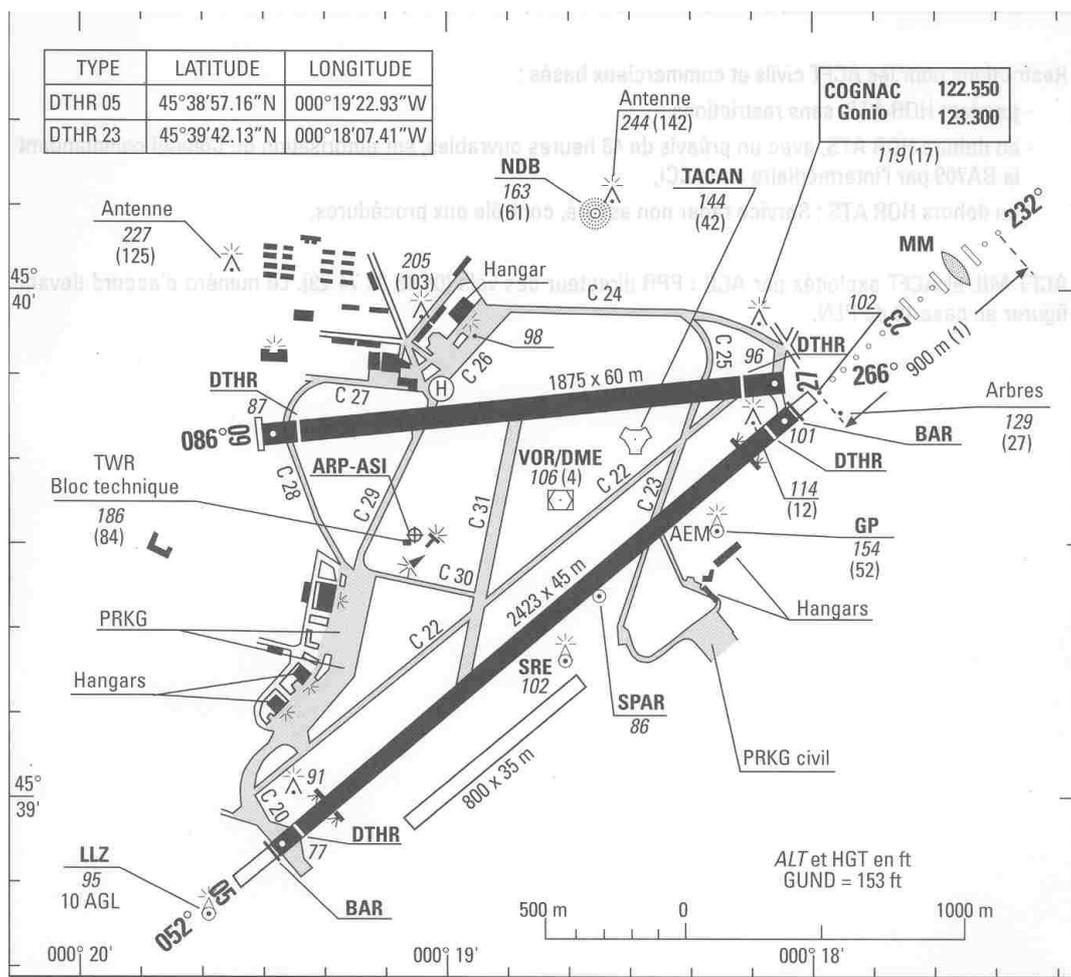 TYPE LATITUDE LONGITUDE
DTHR 05 45°38'57.16"N 000°19'22.93"W
DTHR 23 45°39'42.13"N 000°18'07.41"W
COGNAC 122.550
Gonio 123.300
119 (17)
Antenne
244 (142)
NDB
163
(61)
TACAN
144
(42)
232°
MM
Antenne
227
(125)
205
(103)
Hangar
C 24
45°
40'
102
23
900 m (1)
98
C 26
C 25
96
DTHR
27
266°
DTHR
C 27
H
1875 x 60 m
Arbres
129
(27)
87
086°
09
101
BAR
DTHR
TWR
Bloc technique
186
(84)
ARP-ASI
VOR/DME
106 (4)
C 22
C 28
C 29
C 31
C 23
114
(12)
AEM
GP
154
(52)
C 30
2423 x 45 m
Hangars
PRKG
C 22
SRE
102
SPAR
86
Hangars
PRKG civil
800 x 35 m
91
45°
39'
C 20
DTHR
77
LLZ
95
10 AGL
05
052°
BAR
ALT et HGT en ft
GUND = 153 ft
500 m 0 1000 m
000° 20' 000° 19' 000° 18'